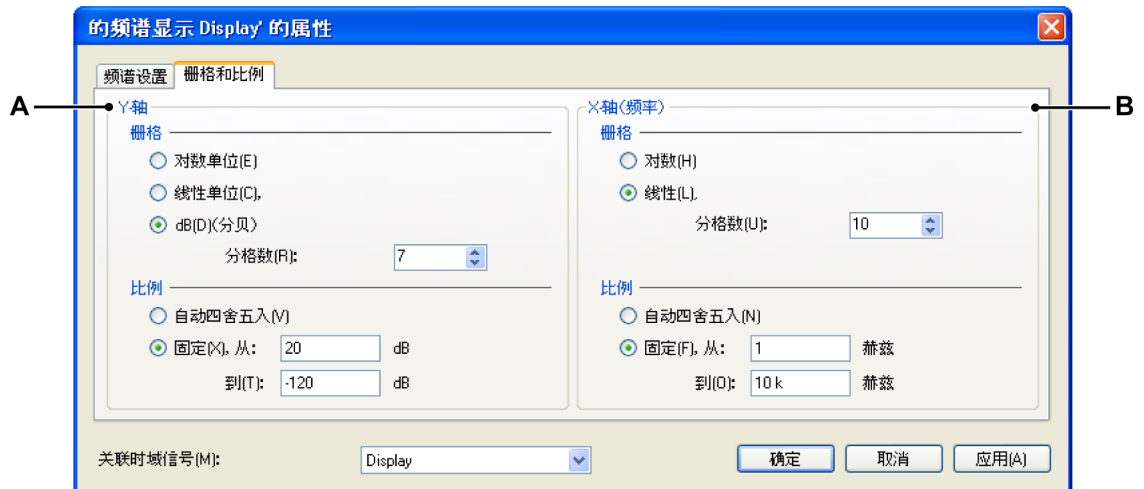 的频谱显示 Display' 的属性
频谱设置 栅格和比例
A
B
Y-轴
栅格
对数单位(E)
线性单位(C),
dB(D)(分贝)
分格数(R): 7
比例
自动四舍五入(V)
固定(X), 从: 20 dB
到(T): -120 dB
X-轴(频率)
栅格
对数(H)
线性(L),
分格数(U): 10
比例
自动四舍五入(N)
固定(F), 从: 1 赫兹
到(O): 10 k 赫兹
关联时域信号(M): Display 确定 取消 应用(A)